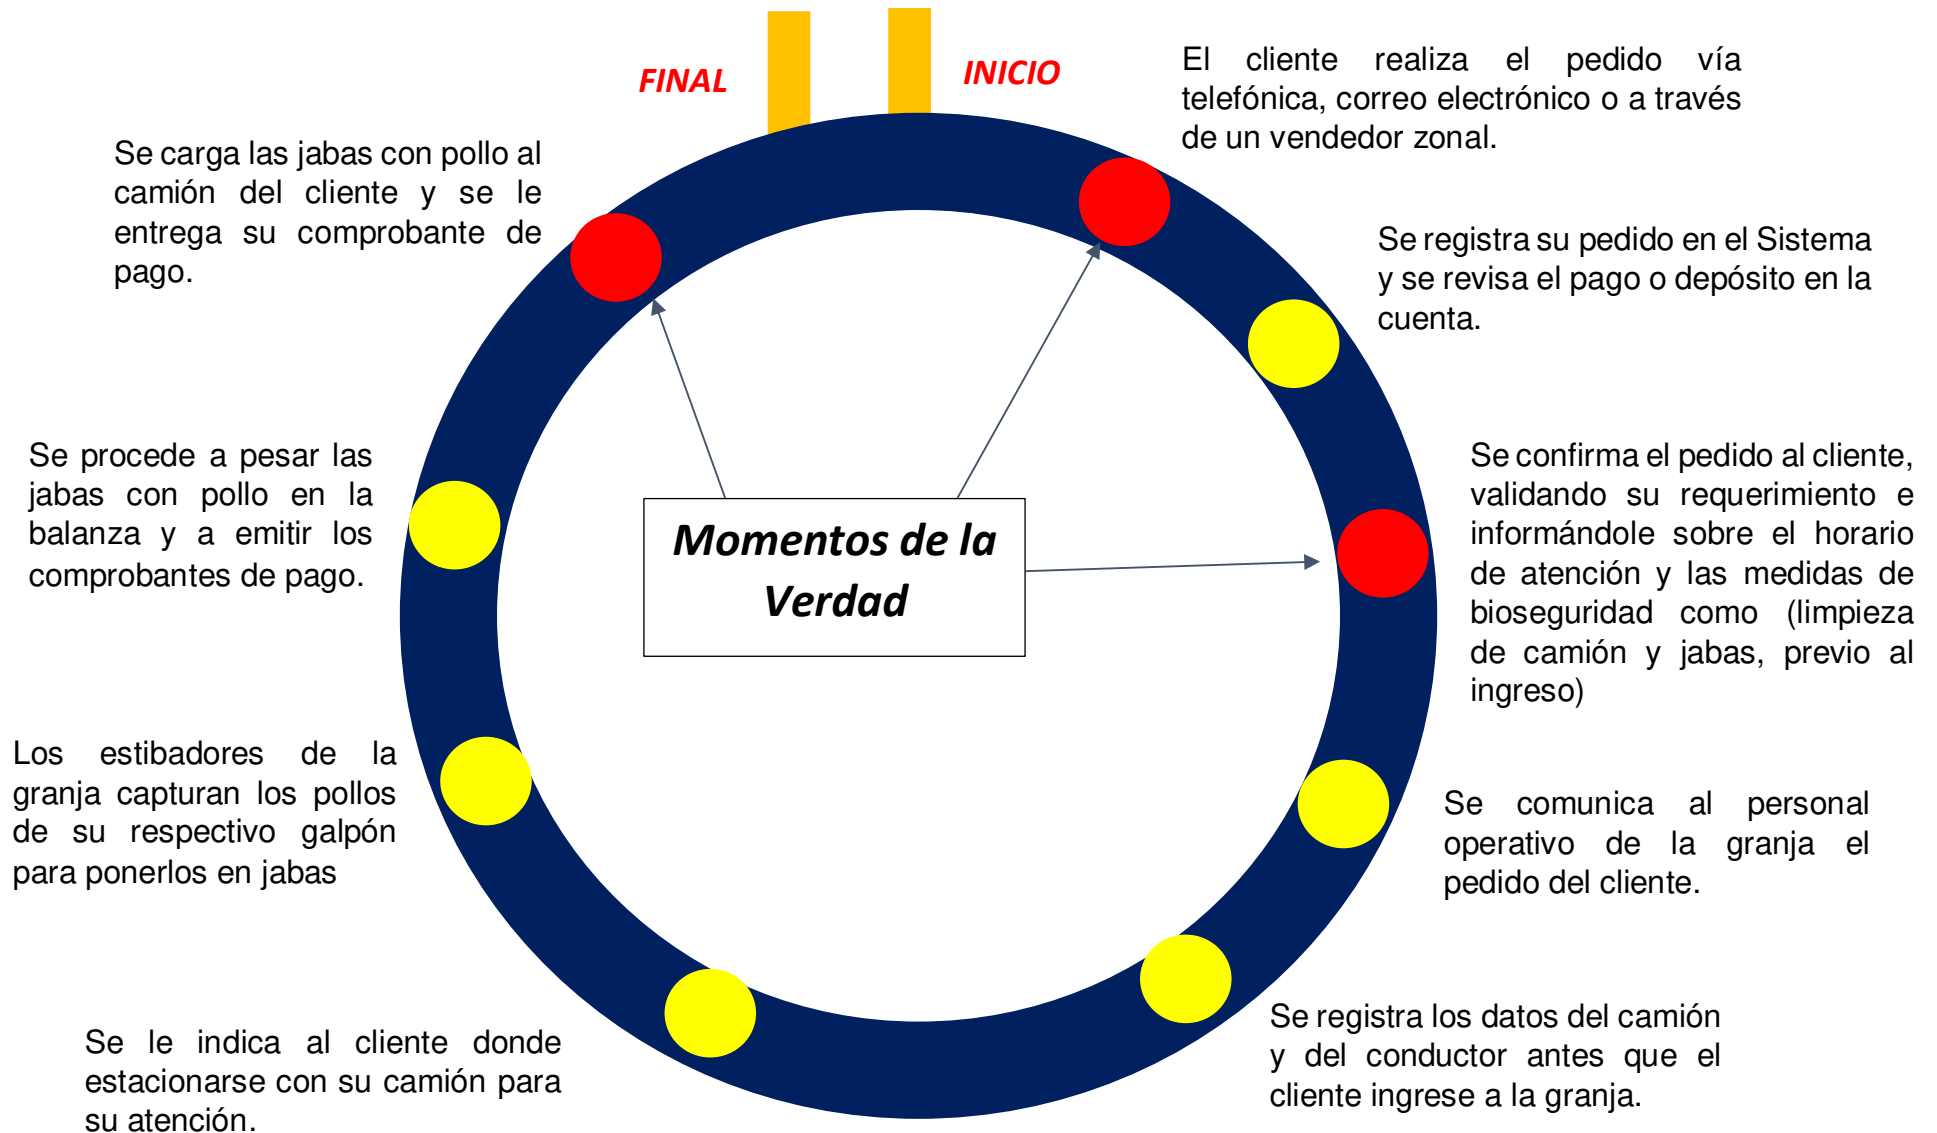 FINAL
INICIO
El cliente realiza el pedido vía
telefónica, correo electrónico o a través
de un vendedor zonal.
Se registra su pedido en el Sistema
y se revisa el pago o depósito en la
cuenta.
Se confirma el pedido al cliente,
validando su requerimiento e
informándole sobre el horario
de atención y las medidas de
bioseguridad como (limpieza
de camión y jabas, previo al
ingreso)
Se comunica al personal
operativo de la granja el
pedido del cliente.
Se registra los datos del camión
y del conductor antes que el
cliente ingrese a la granja.
Se le indica al cliente donde
estacionarse con su camión para
su atención.
Los estibadores de la
granja capturan los pollos
de su respectivo galpón
para ponerlos en jabas
Se procede a pesar las
jabas con pollo en la
balanza y a emitir los
comprobantes de pago.
Se carga las jabas con pollo al
camión del cliente y se le
entrega su comprobante de
pago.
Momentos de la
Verdad